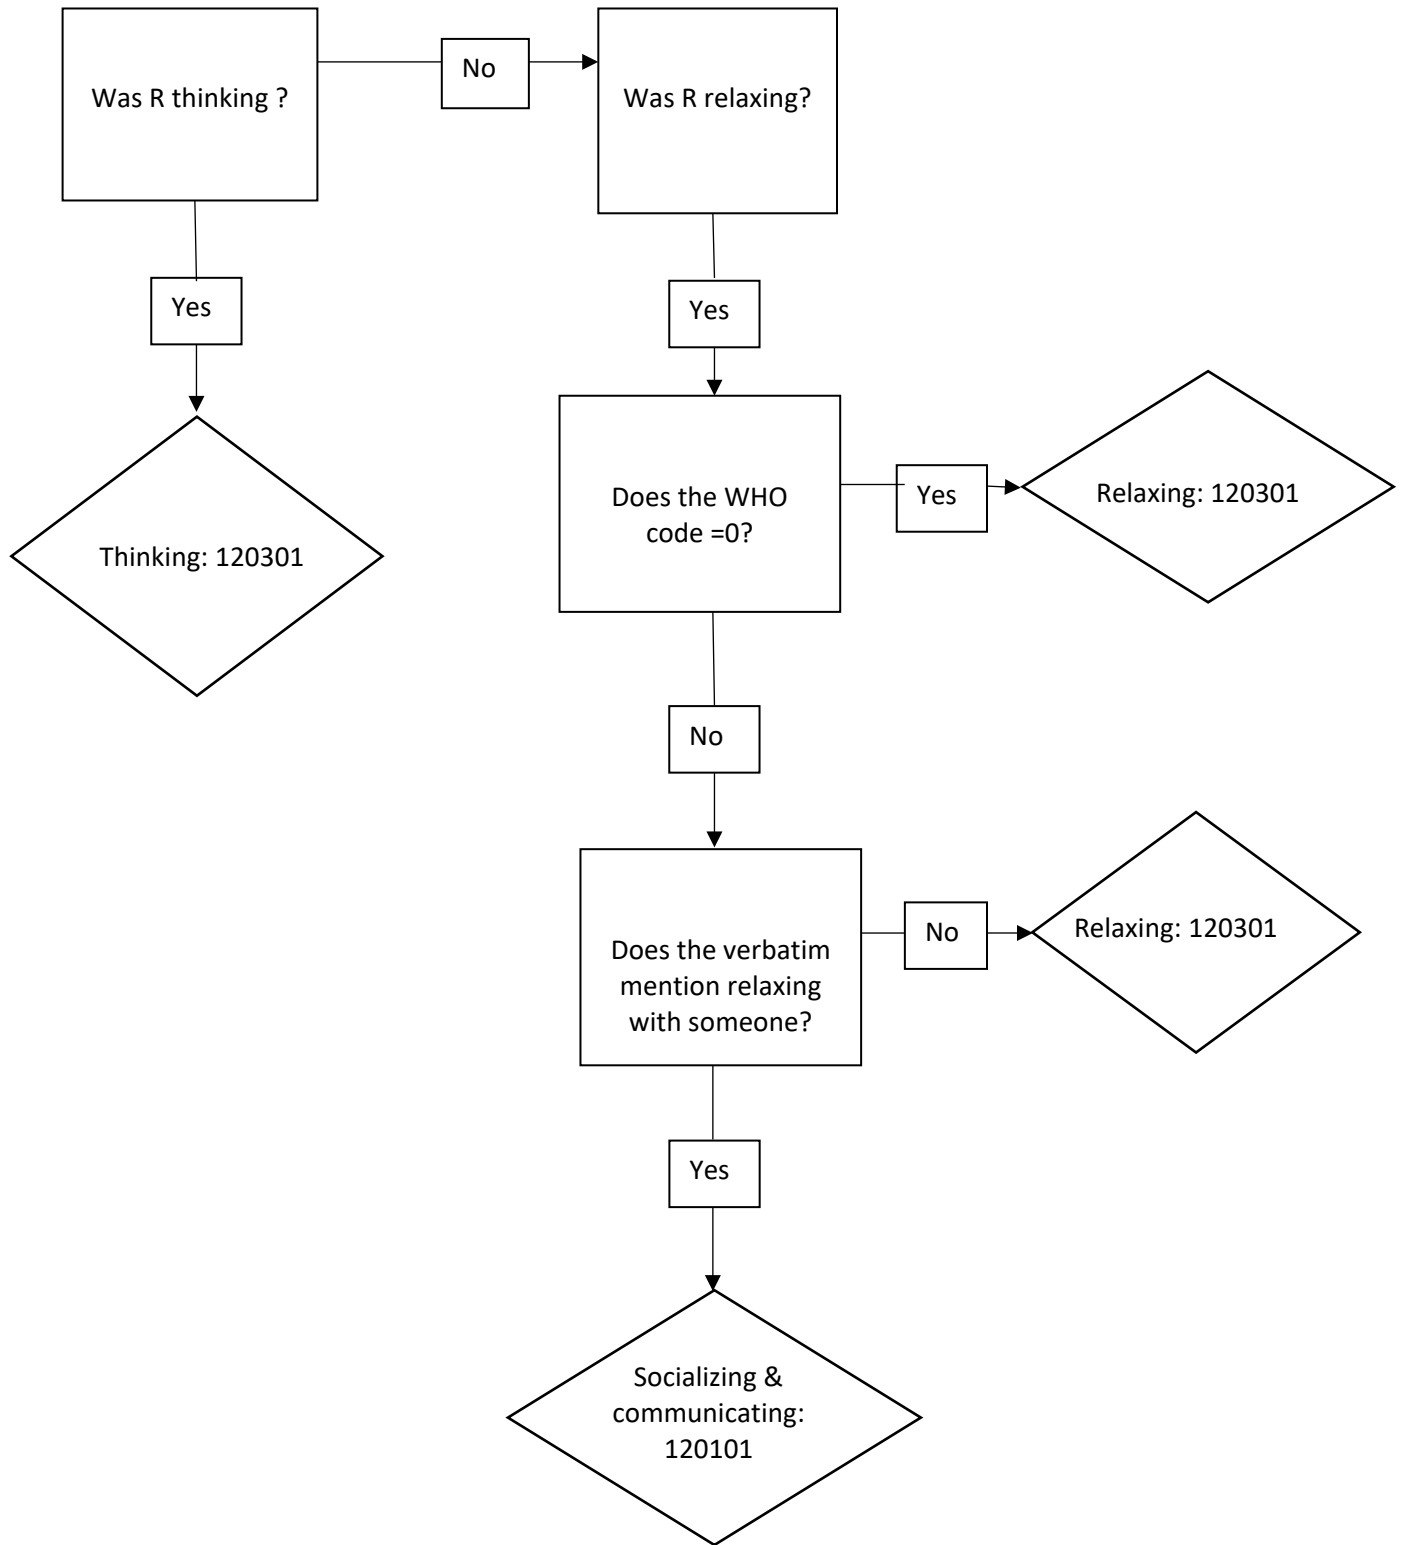 Was R thinking ?
No
Was R relaxing?
Yes
Yes
Does the WHO
code =0?
Yes
Relaxing: 120301
Thinking: 120301
No
Does the verbatim
mention relaxing
with someone?
No
Relaxing: 120301
Yes
Socializing &
communicating:
120101